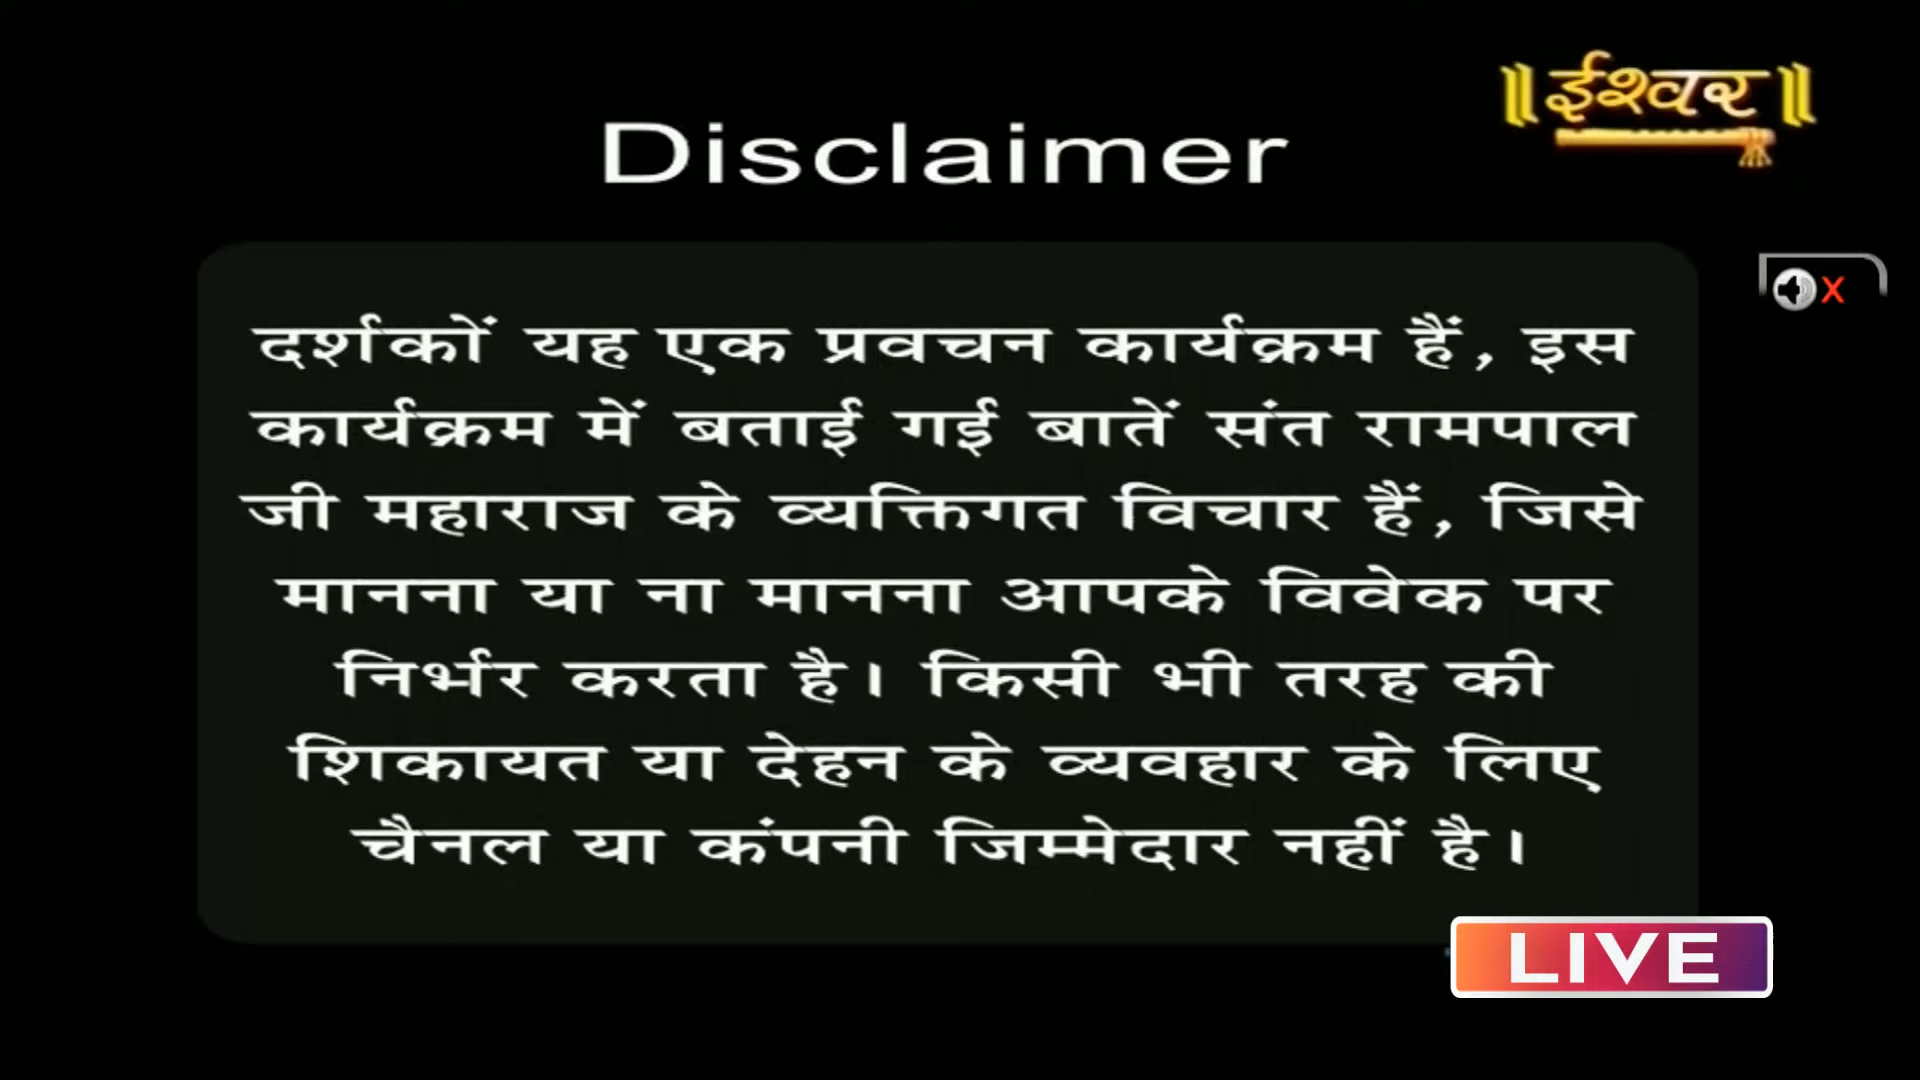 ॥ईश्वर॥
Disclaimer
X
दर्शकों यह एक प्रवचन कार्यक्रम हैं, इस
कार्यक्रम में बताई गई बातें संत रामपाल
जी महाराज के व्यक्तिगत विचार हैं, जिसे
मानना या ना मानना आपके विवेक पर
निर्भर करता है। किसी भी तरह की
शिकायत या देहन के व्यवहार के लिए
चैनल या कंपनी जिम्मेदार नहीं है।
LIVE